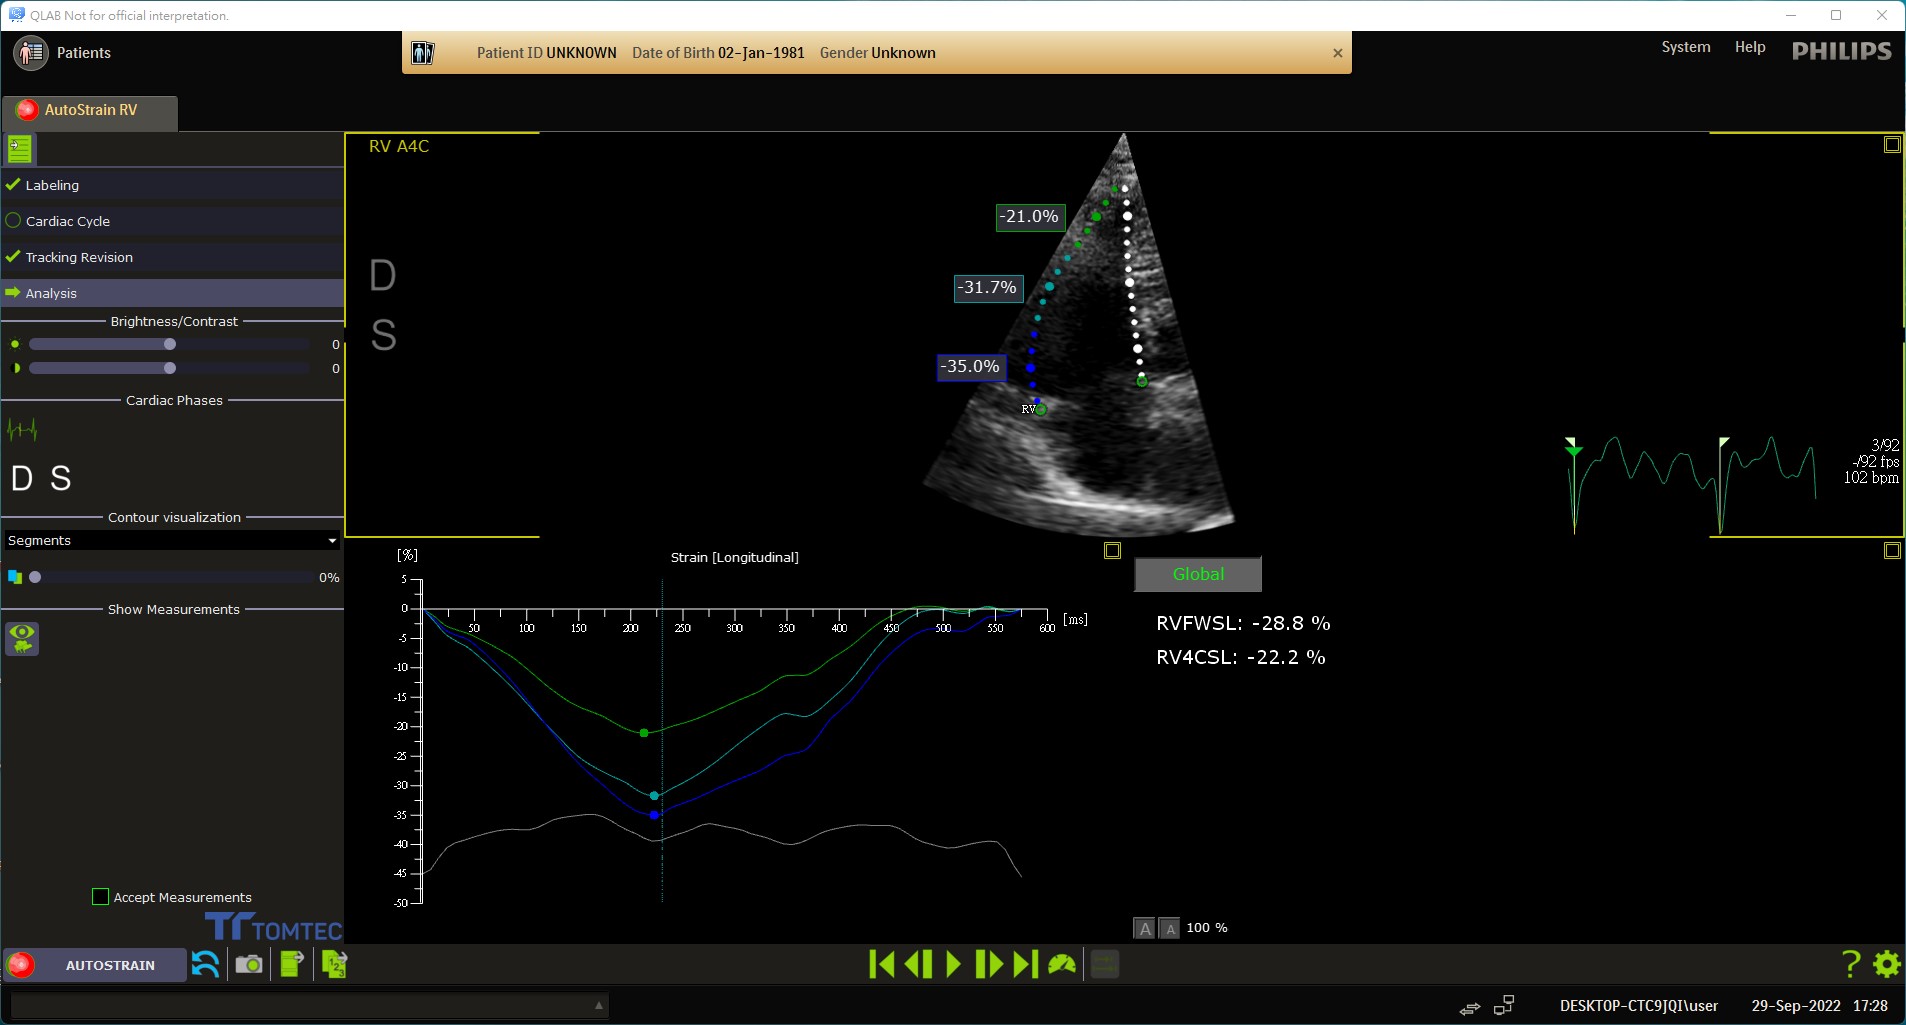 QLAB Not for official interpretation.
Patients
Patient ID UNKNOWN Date of Birth 02-Jan-1981 Gender Unknown
System Help PHILIPS
AutoStrain RV
Labeling
Cardiac Cycle
Tracking Revision
Analysis
Brightness/Contrast
0
0
Cardiac Phases
D S
Contour visualization
Segments
0%
Show Measurements
Accept Measurements
TOMTEC
RV A4C
D
S
-21.0%
-31.7%
-35.0%
RV
3/92
-/92 fps
102 bpm
[%]
Strain [Longitudinal]
5
0
-5
-10
-15
-20
-25
-30
-35
-40
-45
-50
50 100 150 200 250 300 350 400 450 500 550 600 [ms]
Global
RVFWSL: -28.8 %
RV4CSL: -22.2 %
A A 100 %
AUTOSTRAIN
1 2 3
?
DESKTOP-CTC9JQI\user 29-Sep-2022 17:28